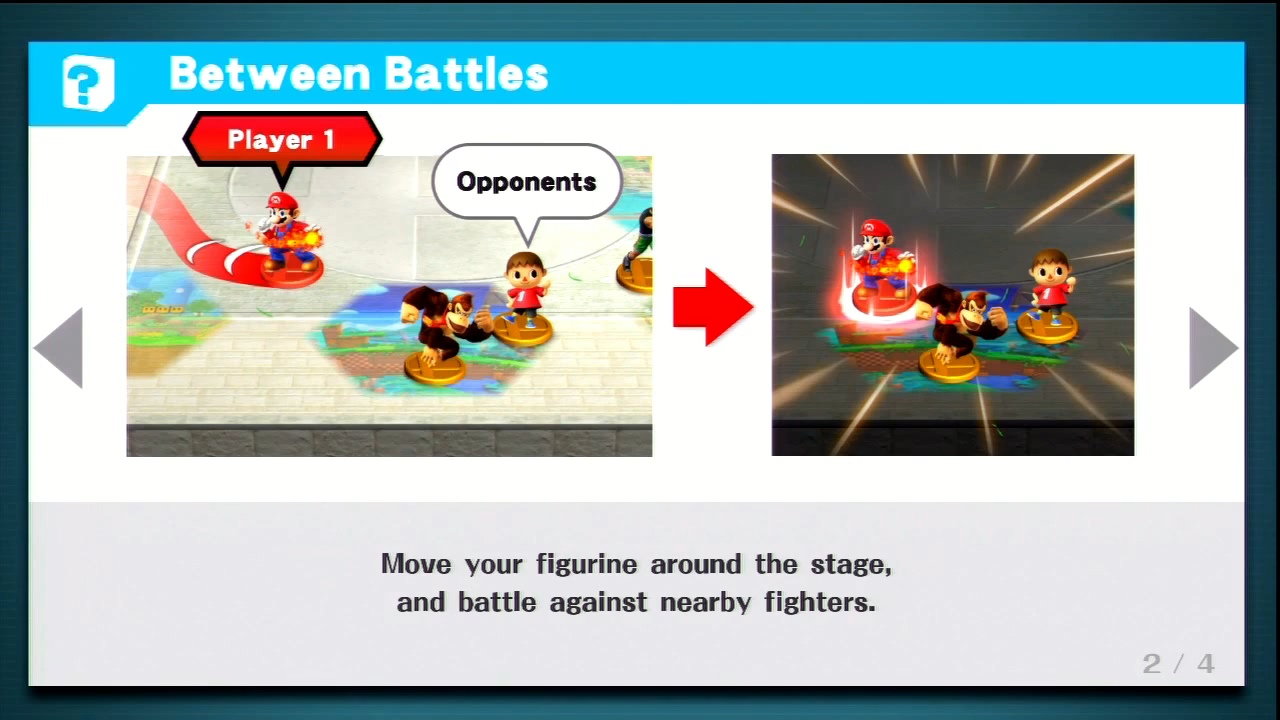 Between Battles
Player 1
Opponents
Move your figurine around the stage,
and battle against nearby fighters.
2 / 4